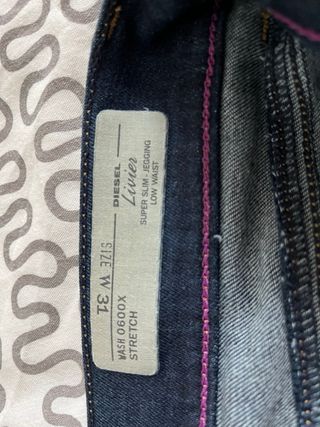 DIESEL
Livier
SUPER SLIM - JEGGING
LOW WAIST
SIZE W 31
WASH 0600X
STRETCH